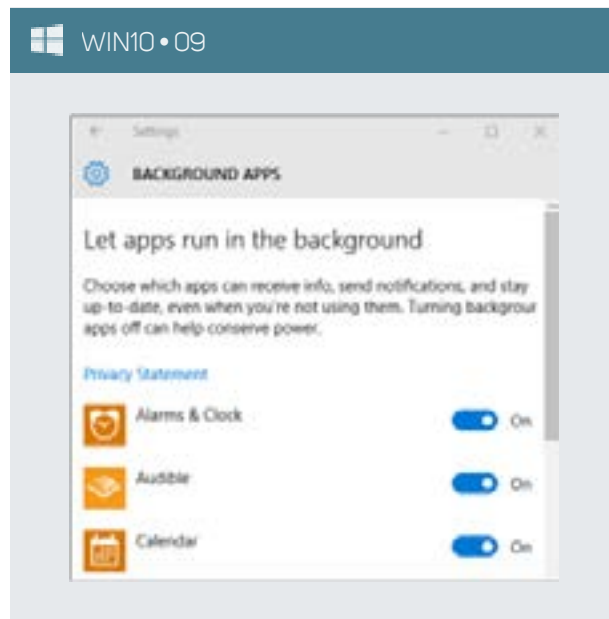 WIN10 • 09
Settings
BACKGROUND APPS
Let apps run in the background
Choose which apps can receive info, send notifications, and stay
up-to-date, even when you're not using them. Turning backgrour
apps off can help conserve power.
Privacy Statement
Alarms & Clock
On
Audible
On
Calendar
On